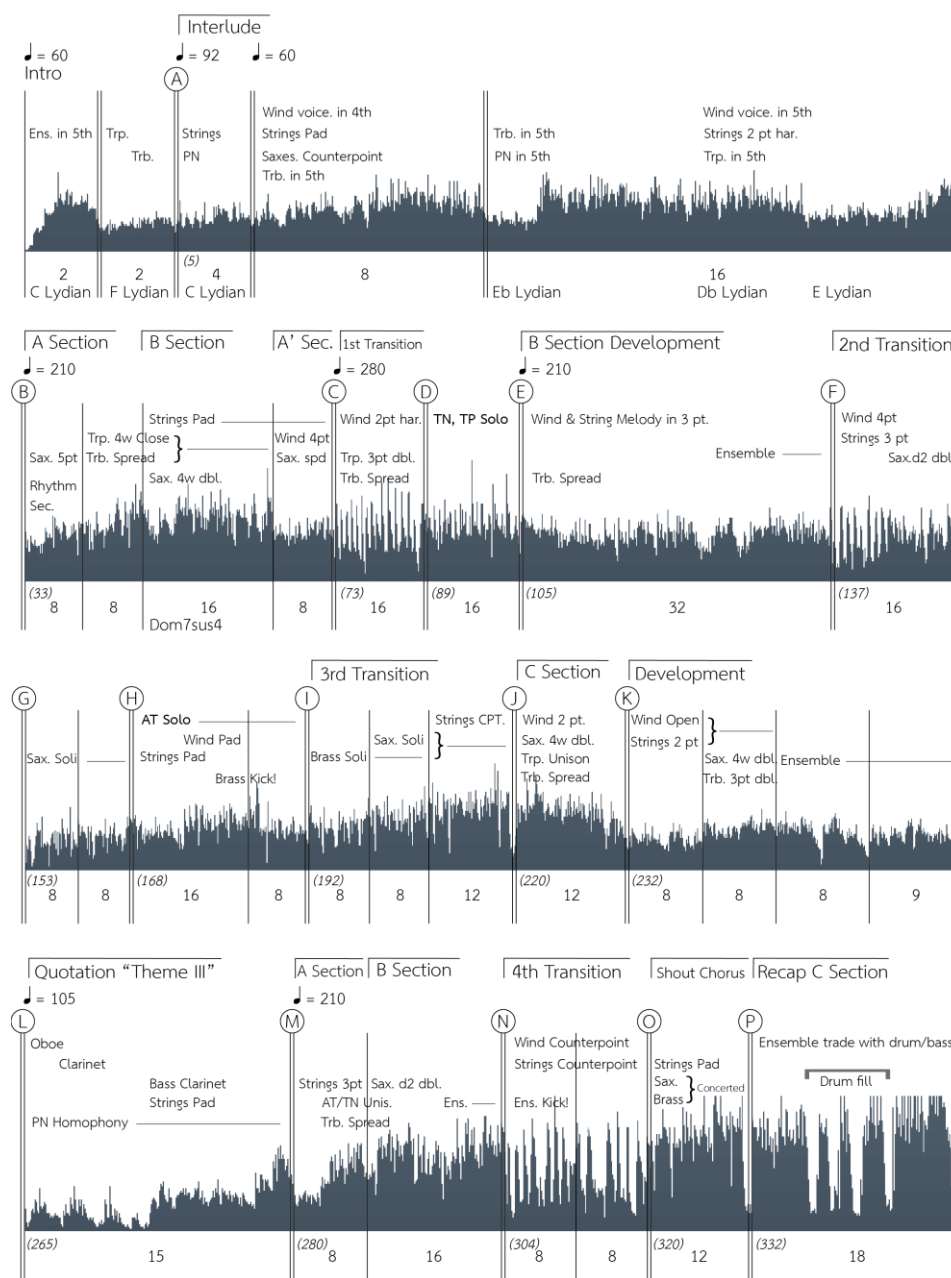 Interlude
♩ = 60
♩ = 92
♩ = 60
Intro
A
Ens. in 5th
Trp.
Trb.
Strings
PN
Wind voice. in 4th
Strings Pad
Saxes. Counterpoint
Trb. in 5th
Trb. in 5th
PN in 5th
Wind voice. in 5th
Strings 2 pt har.
Trp. in 5th
(5)
2
2
4
8
16
C Lydian
F Lydian
C Lydian
Eb Lydian
Db Lydian
E Lydian
A Section
B Section
A' Sec.
1st Transition
B Section Development
2nd Transition
♩ = 210
♩ = 280
♩ = 210
B
C
D
E
F
Sax. 5pt
Rhythm
Sec.
Trp. 4w Close
Trb. Spread
Strings Pad
Sax. 4w dbl.
Wind 4pt
Sax. spd
Wind 2pt har.
Trp. 3pt dbl.
Trb. Spread
TN, TP Solo
Wind & String Melody in 3 pt.
Ensemble
Trb. Spread
Wind 4pt
Strings 3 pt
Sax.d2 dbl
(33)
(73)
(89)
(105)
(137)
8
8
16
8
16
16
32
16
Dom7sus4
3rd Transition
C Section
Development
G
H
I
J
K
Sax. Soli
AT Solo
Wind Pad
Strings Pad
Brass Kick!
Brass Soli
Sax. Soli
Strings CPT.
Wind 2 pt.
Sax. 4w dbl.
Trp. Unison
Trb. Spread
Wind Open
Strings 2 pt
Sax. 4w dbl.
Trb. 3pt dbl.
Ensemble
(153)
(168)
(192)
(220)
(232)
8
8
16
8
8
8
12
12
8
8
8
9
Quotation “Theme III”
A Section
B Section
4th Transition
Shout Chorus
Recap C Section
♩ = 105
♩ = 210
L
M
N
O
P
Oboe
Clarinet
Bass Clarinet
Strings Pad
PN Homophony
Strings 3pt
AT/TN Unis.
Trb. Spread
Sax. d2 dbl.
Ens.
Wind Counterpoint
Strings Counterpoint
Ens. Kick!
Strings Pad
Sax.
Brass
Concerted
Ensemble trade with drum/bass
Drum fill
(265)
(280)
(304)
(320)
(332)
15
8
16
8
8
12
18